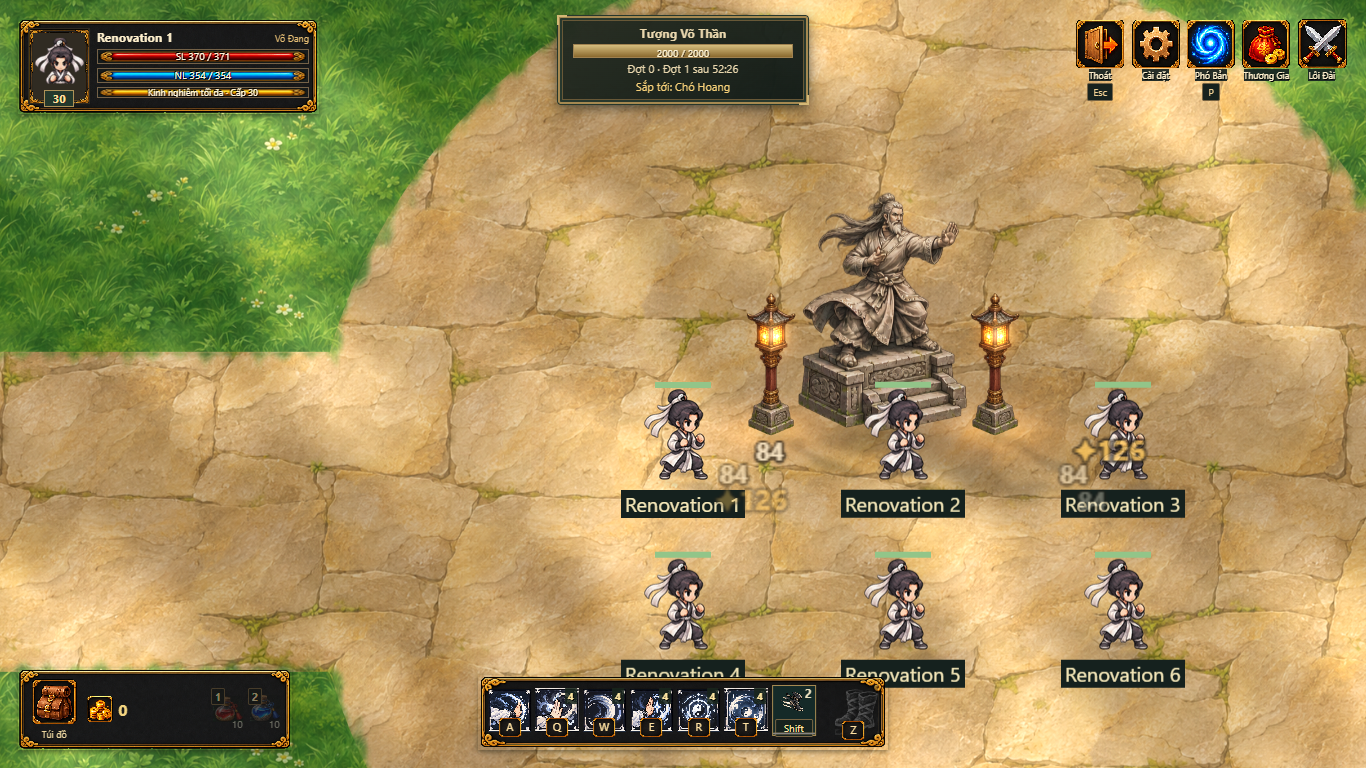 Renovation 1
Võ Đang
SL 370 / 371
NL 354 / 354
Kinh nghiệm tối đa · Cấp 30
30
Tượng Võ Thần
2000 / 2000
Đợt 0 · Đợt 1 sau 52:26
Sắp tới: Chó Hoang
Thoát
Cài đặt
Phó Bản
Thương Gia
Lôi Đài
Esc
P
84
84
126
126
84
84
Renovation 1
Renovation 2
Renovation 3
Renovation 4
Renovation 5
Renovation 6
Túi đồ
0
1
10
2
10
4
4
4
4
4
2
A
Q
W
E
R
T
Shift
Z